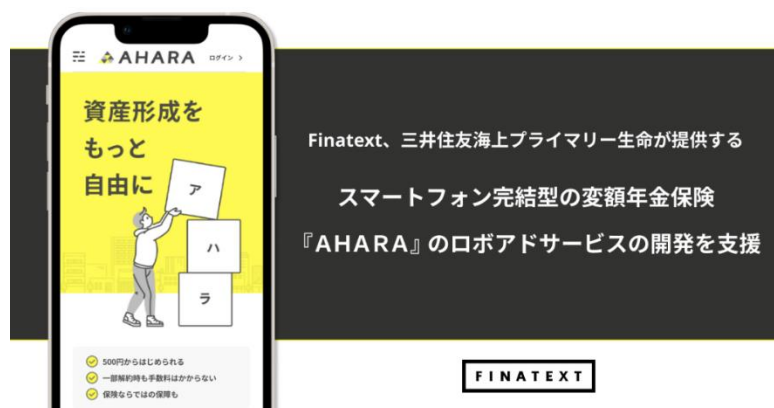 AHARA
ログイン >
資産形成を
もっと
自由に
ア
ハ
ラ
500円からはじめられる
一部解約時も手数料はかからない
保険ならではの保障も
Finatext、三井住友海上プライマリー生命が提供する
スマートフォン完結型の変額年金保険
『AHARA』のロボアドサービスの開発を支援
FINATEXT